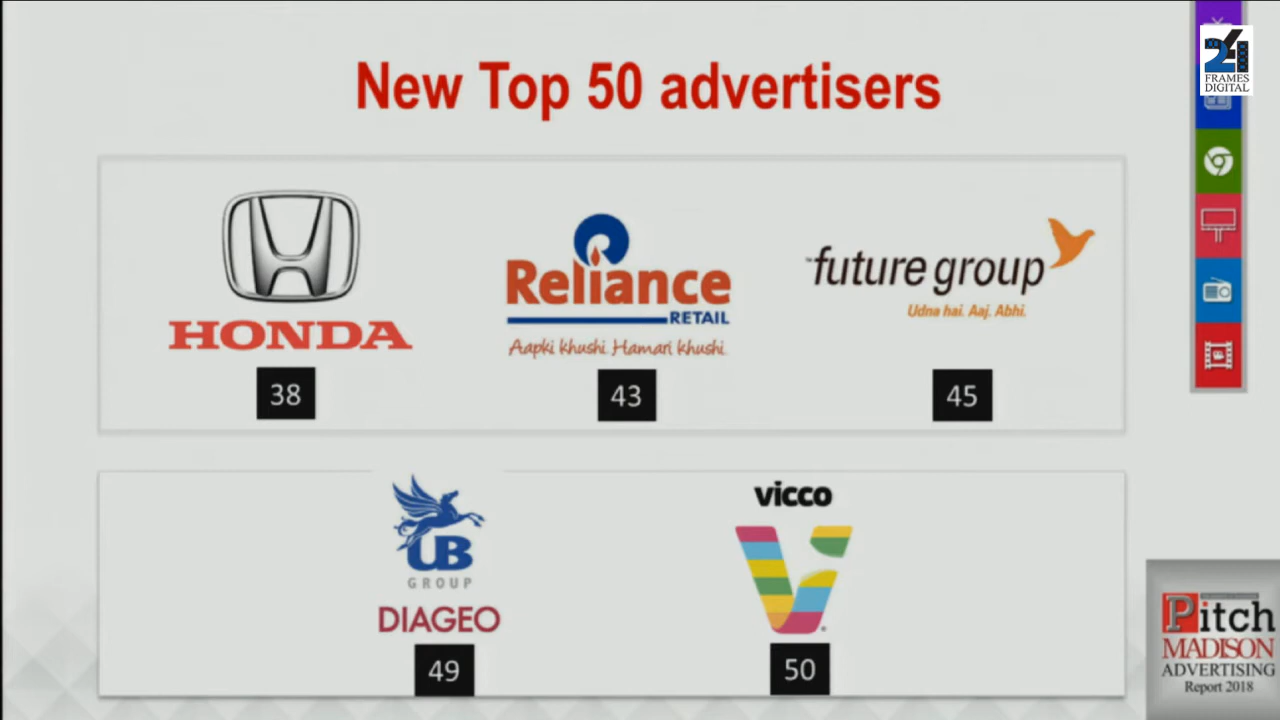 New Top 50 advertisers
24
FRAMES
DIGITAL
HONDA
38
Reliance
RETAIL
Aapki khushi. Hamari khushi.
43
future group
Udna hai. Aaj. Abhi.
45
UB
GROUP
DIAGEO
49
vicco
V
50
Pitch
MADISON
ADVERTISING
Report 2018